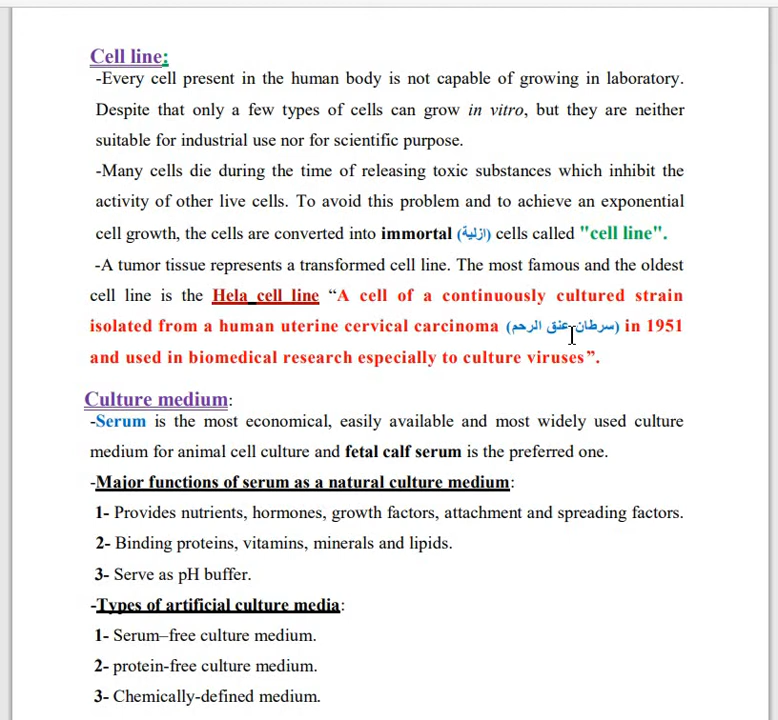 Cell line:
-Every cell present in the human body is not capable of growing in laboratory.
Despite that only a few types of cells can grow in vitro, but they are neither
suitable for industrial use nor for scientific purpose.
-Many cells die during the time of releasing toxic substances which inhibit the
activity of other live cells. To avoid this problem and to achieve an exponential
cell growth, the cells are converted into immortal (ازلية) cells called "cell line".
-A tumor tissue represents a transformed cell line. The most famous and the oldest
cell line is the Hela cell line “A cell of a continuously cultured strain
isolated from a human uterine cervical carcinoma (سرطان عنق الرحم) in 1951
and used in biomedical research especially to culture viruses”.
Culture medium:
-Serum is the most economical, easily available and most widely used culture
medium for animal cell culture and fetal calf serum is the preferred one.
-Major functions of serum as a natural culture medium:
1- Provides nutrients, hormones, growth factors, attachment and spreading factors.
2- Binding proteins, vitamins, minerals and lipids.
3- Serve as pH buffer.
-Types of artificial culture media:
1- Serum–free culture medium.
2- protein-free culture medium.
3- Chemically-defined medium.